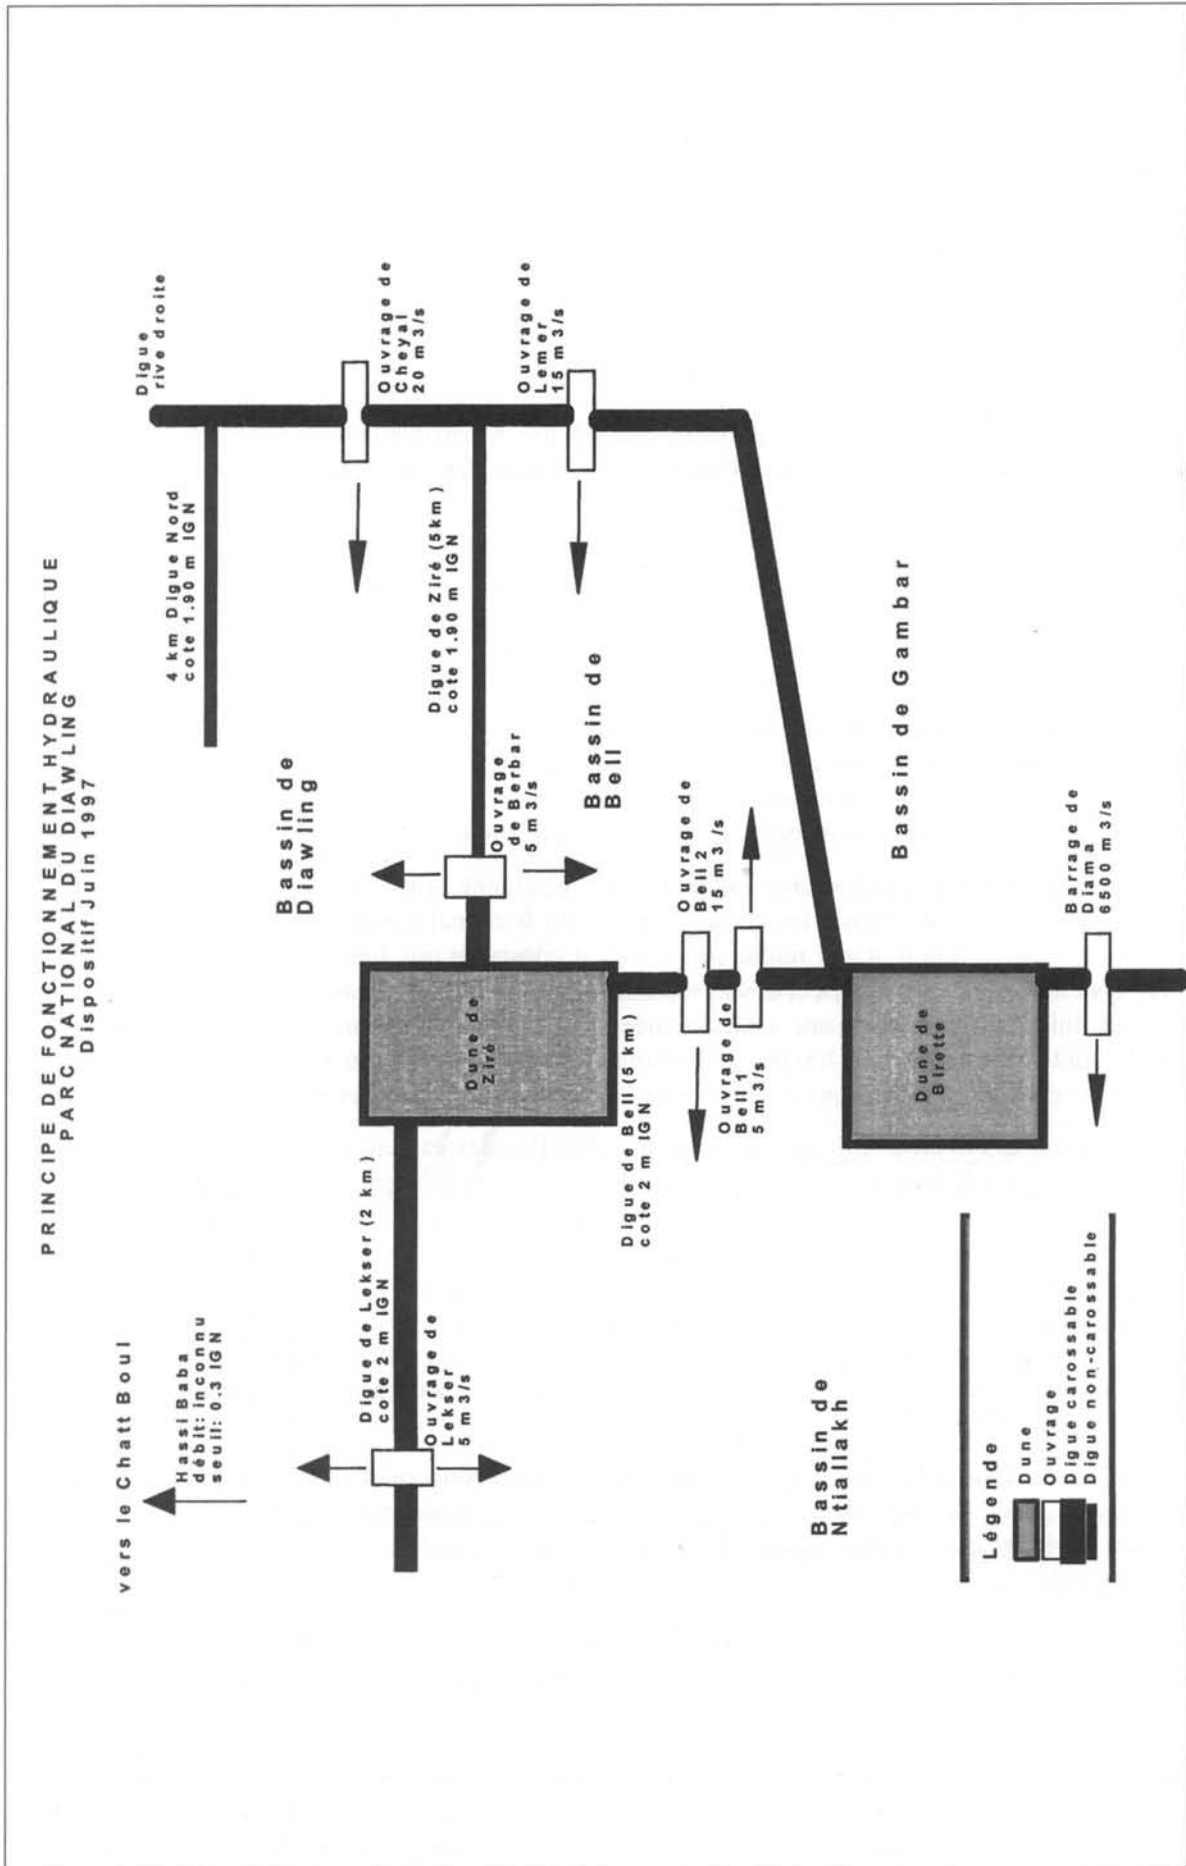 PRINCIPE DE FONCTIONNEMENT HYDRAULIQUE
PARC NATIONAL DU DIAWLING
Dispositif Juin 1997
vers le Chatt Boul
Hassi Baba
débit: inconnu
seuil: 0.3 IGN
Digue
rive droite
4 km Digue Nord
cote 1.90 m IGN
Bassin de
Diawling
Ouvrage de
Cheyal
20 m3/s
Digue de Lekser (2 km)
cote 2 m IGN
Ouvrage de
Lekser
5 m3/s
Dune de
Ziré
Digue de Ziré (5km)
cote 1.90 m IGN
Ouvrage
de Berbar
5 m3/s
Ouvrage de
Lemer
15 m3/s
Bassin de
Bell
Digue de Bell (5 km)
cote 2 m IGN
Ouvrage de
Bell 2
15 m3/s
Ouvrage de
Bell 1
5 m3/s
Bassin de
Ntiallakh
Bassin de Gambar
Dune de
Birette
Barrage de
Diama
6500 m3/s
Légende
Dune
Ouvrage
Digue carossable
Digue non-carossable